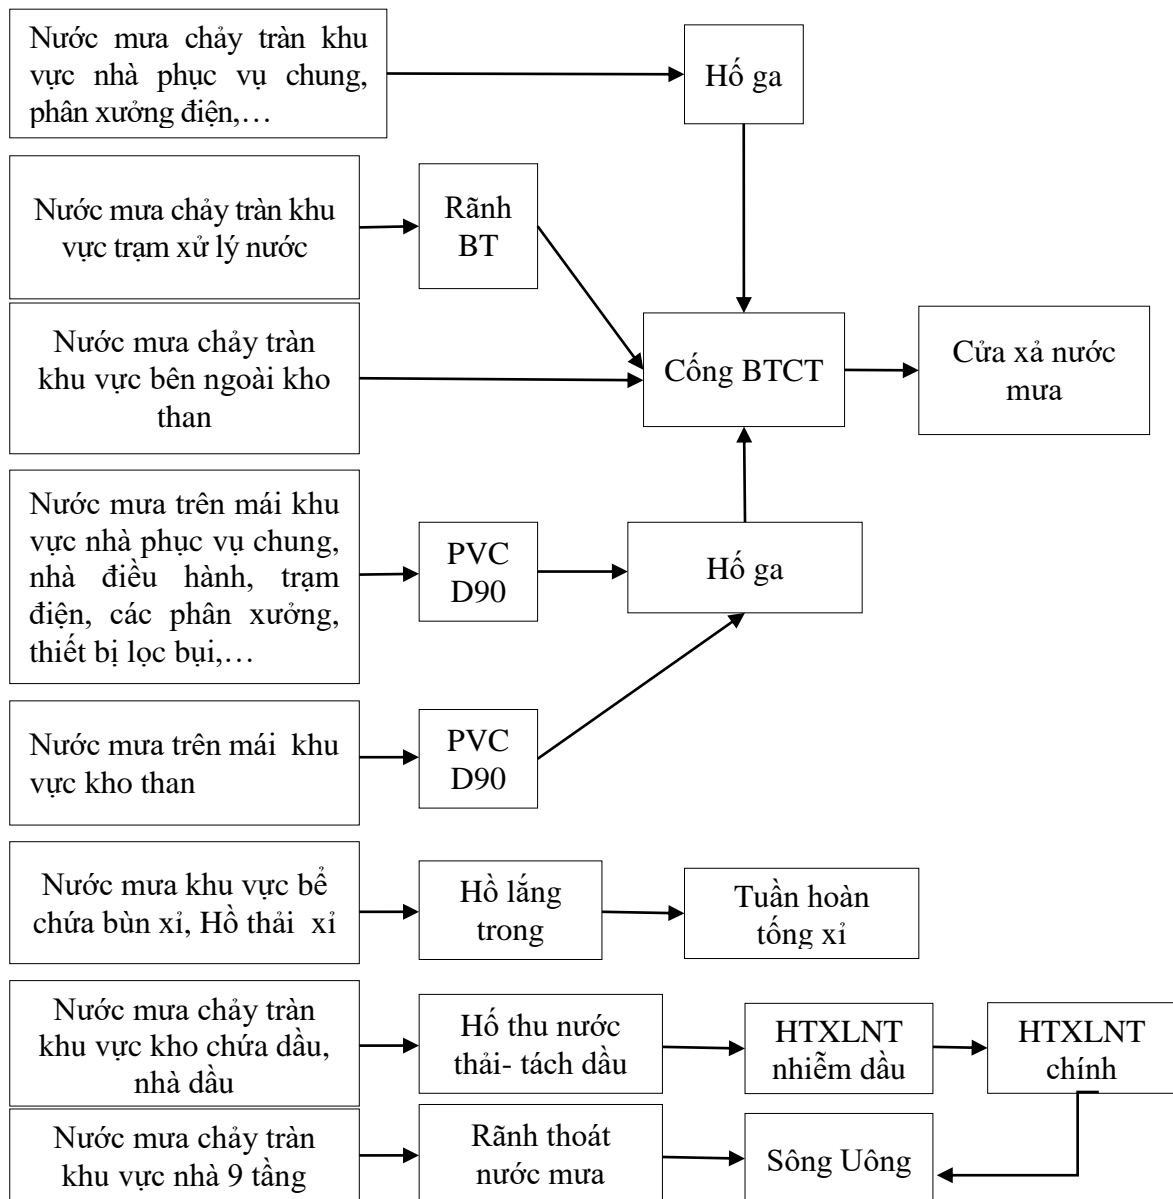 Nước mưa chảy tràn khu
vực nhà phục vụ chung,
phân xưởng điện,…
Hố ga
Nước mưa chảy tràn khu
vực trạm xử lý nước
Rãnh
BT
Nước mưa chảy tràn
khu vực bên ngoài kho
than
Cống BTCT
Cửa xả nước
mưa
Nước mưa trên mái khu
vực nhà phục vụ chung,
nhà điều hành, trạm
điện, các phân xưởng,
thiết bị lọc bụi,…
PVC
D90
Hố ga
Nước mưa trên mái khu
vực kho than
PVC
D90
Nước mưa khu vực bể
chứa bùn xỉ, Hồ thải xỉ
Hồ lắng
trong
Tuần hoàn
tống xỉ
Nước mưa chảy tràn
khu vực kho chứa dầu,
nhà dầu
Hố thu nước
thải- tách dầu
HTXLNT
nhiễm dầu
HTXLNT
chính
Nước mưa chảy tràn
khu vực nhà 9 tầng
Rãnh thoát
nước mưa
Sông Uông